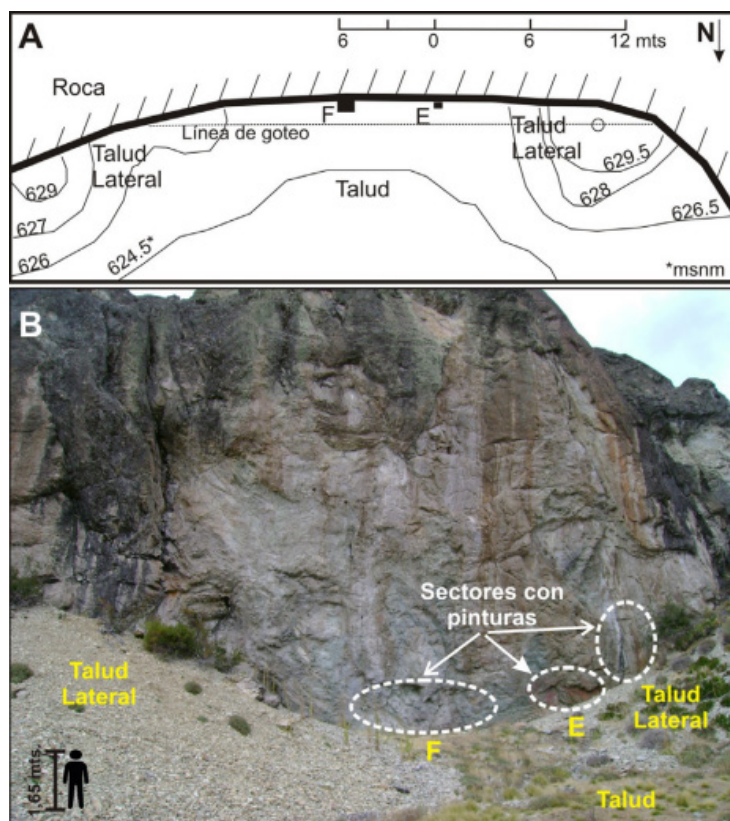 A
6 0 6 12 mts
N
Roca
F
E
Línea de goteo
Talud
Lateral
Talud
Lateral
Talud
629
627
626
624.5*
629.5
628
626.5
*msnm
B
Sectores con
pinturas
Talud
Lateral
F
E
Talud
Lateral
Talud
1,65 mts.